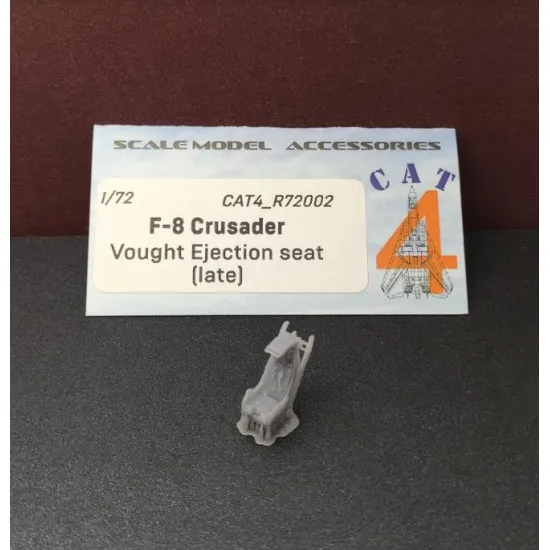 SCALE MODEL ACCESSORIES
CAT
4
1/72 CAT4_R72002
F-8 Crusader
Vought Ejection seat
(late)